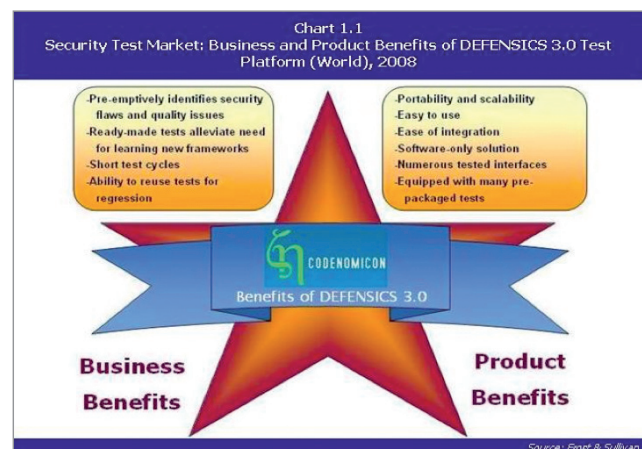 Chart 1.1
Security Test Market: Business and Product Benefits of DEFENSICS 3.0 Test
Platform (World), 2008
-Pre-emptively identifies security
flaws and quality issues
-Ready-made tests alleviate need
for learning new frameworks
-Short test cycles
-Ability to reuse tests for
regression
-Portability and scalability
-Easy to use
-Ease of integration
-Software-only solution
-Numerous tested interfaces
-Equipped with many pre-
packaged tests
CODENOMICON
Benefits of DEFENSICS 3.0
Business
Benefits
Product
Benefits
Source: Frost & Sullivan